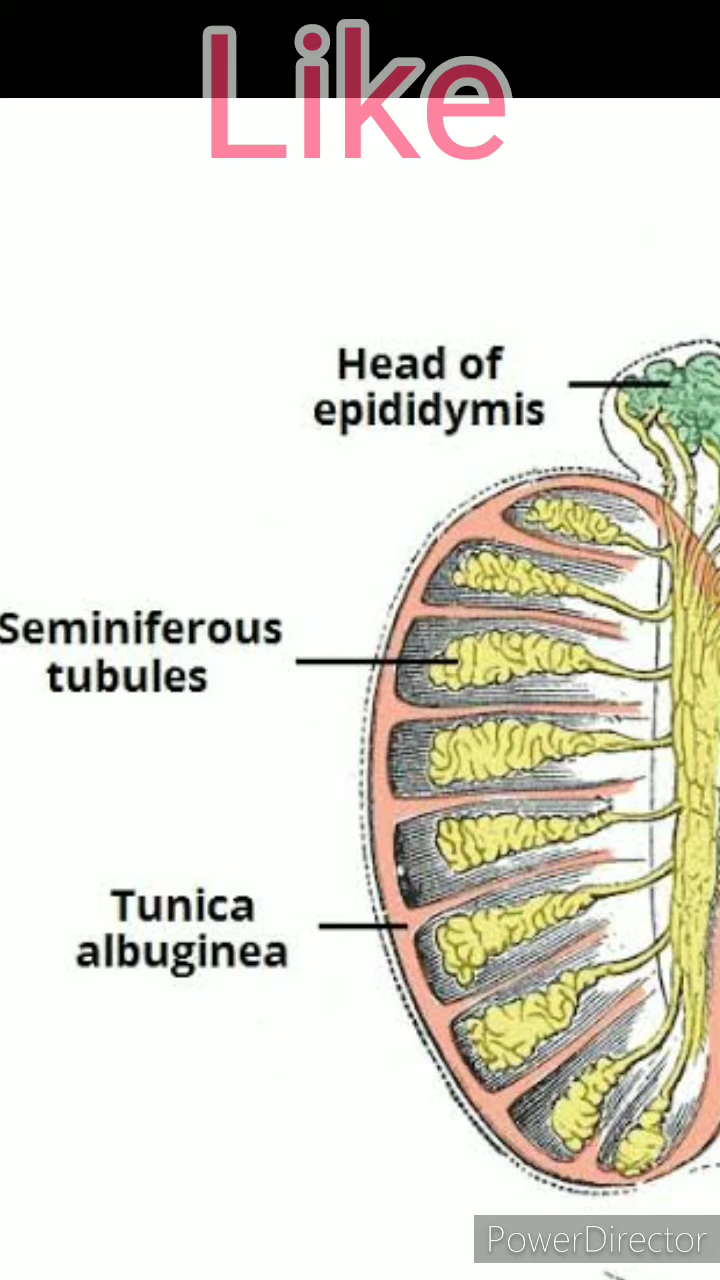 Like
Head of
epididymis
Seminiferous
tubules
Tunica
albuginea
PowerDirector